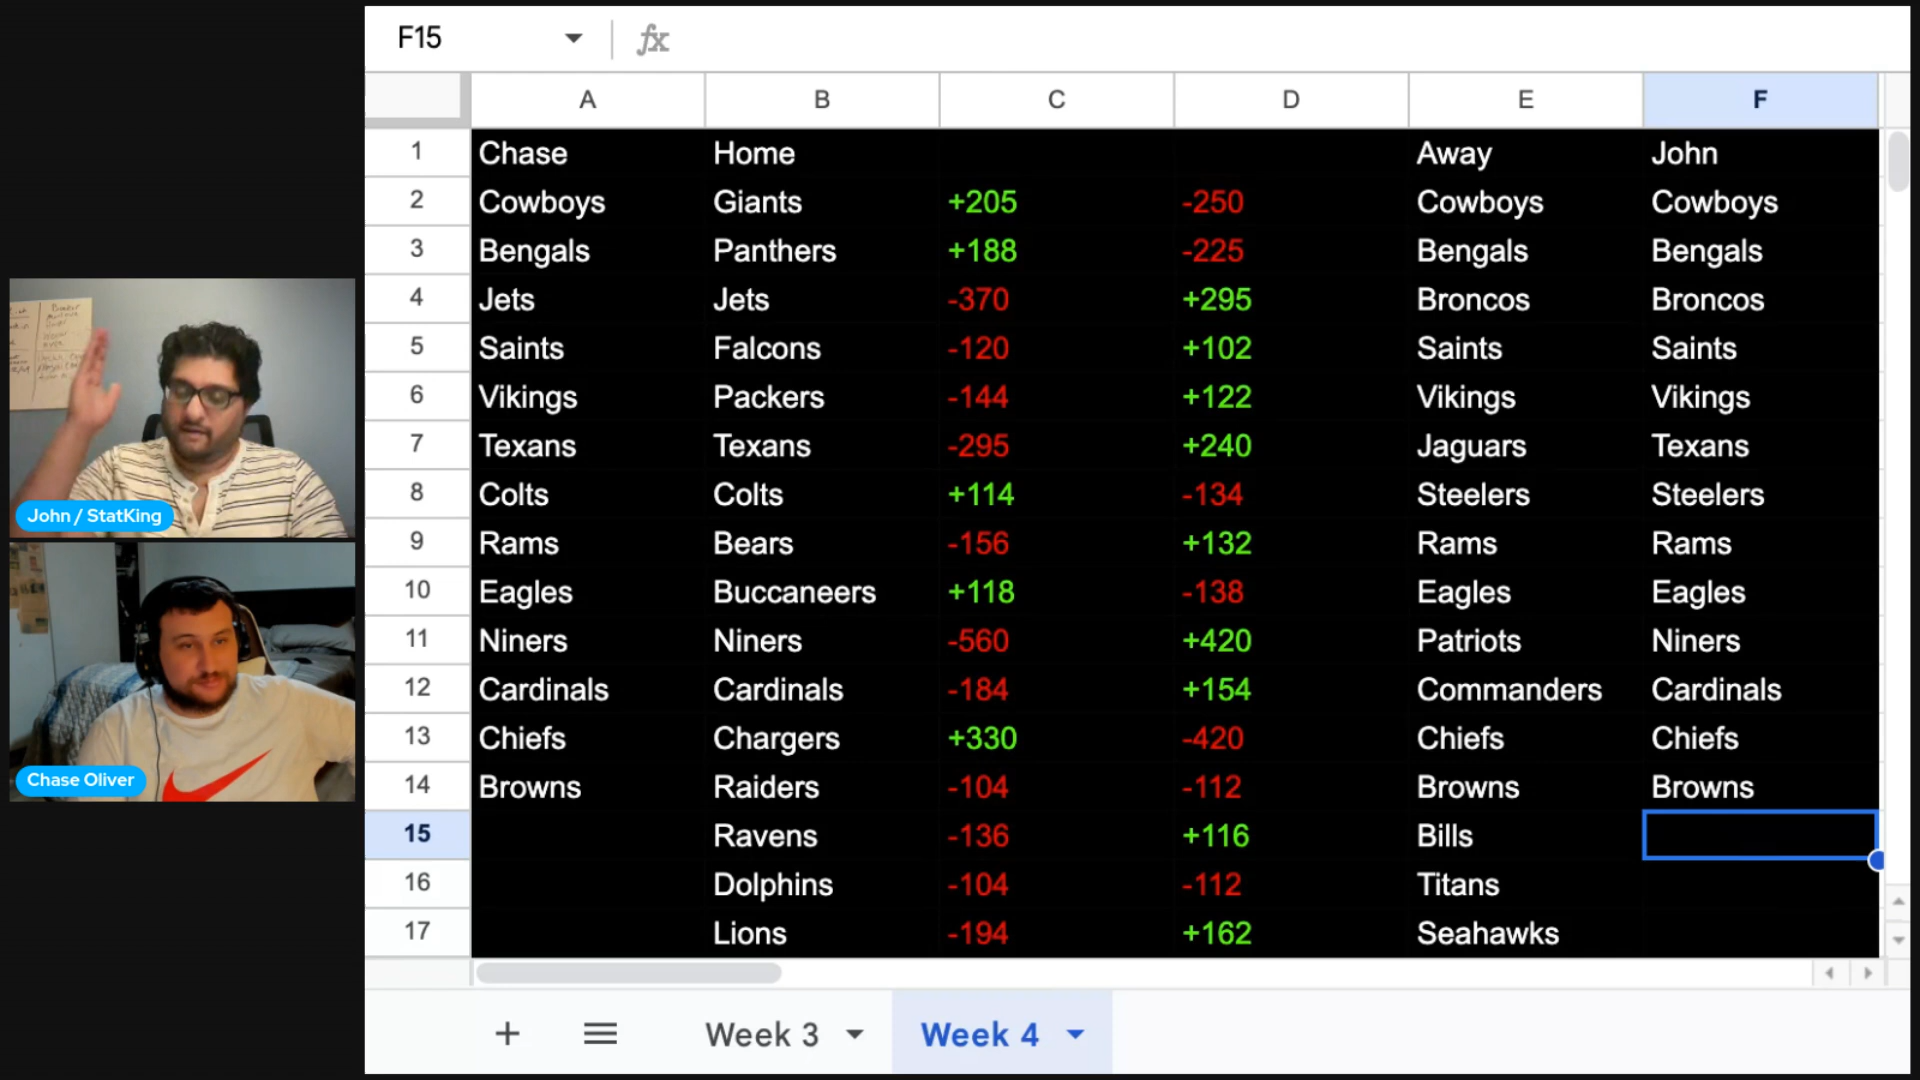 F15 fx
A B C D E F
1 Chase Home Away John
2 Cowboys Giants +205 -250 Cowboys Cowboys
3 Bengals Panthers +188 -225 Bengals Bengals
4 Jets Jets -370 +295 Broncos Broncos
5 Saints Falcons -120 +102 Saints Saints
6 Vikings Packers -144 +122 Vikings Vikings
7 Texans Texans -295 +240 Jaguars Texans
8 Colts Colts +114 -134 Steelers Steelers
9 Rams Bears -156 +132 Rams Rams
10 Eagles Buccaneers +118 -138 Eagles Eagles
11 Niners Niners -560 +420 Patriots Niners
12 Cardinals Cardinals -184 +154 Commanders Cardinals
13 Chiefs Chargers +330 -420 Chiefs Chiefs
14 Browns Raiders -104 -112 Browns Browns
15 Ravens -136 +116 Bills
16 Dolphins -104 -112 Titans
17 Lions -194 +162 Seahawks
Week 3 Week 4
John / StatKing
Chase Oliver